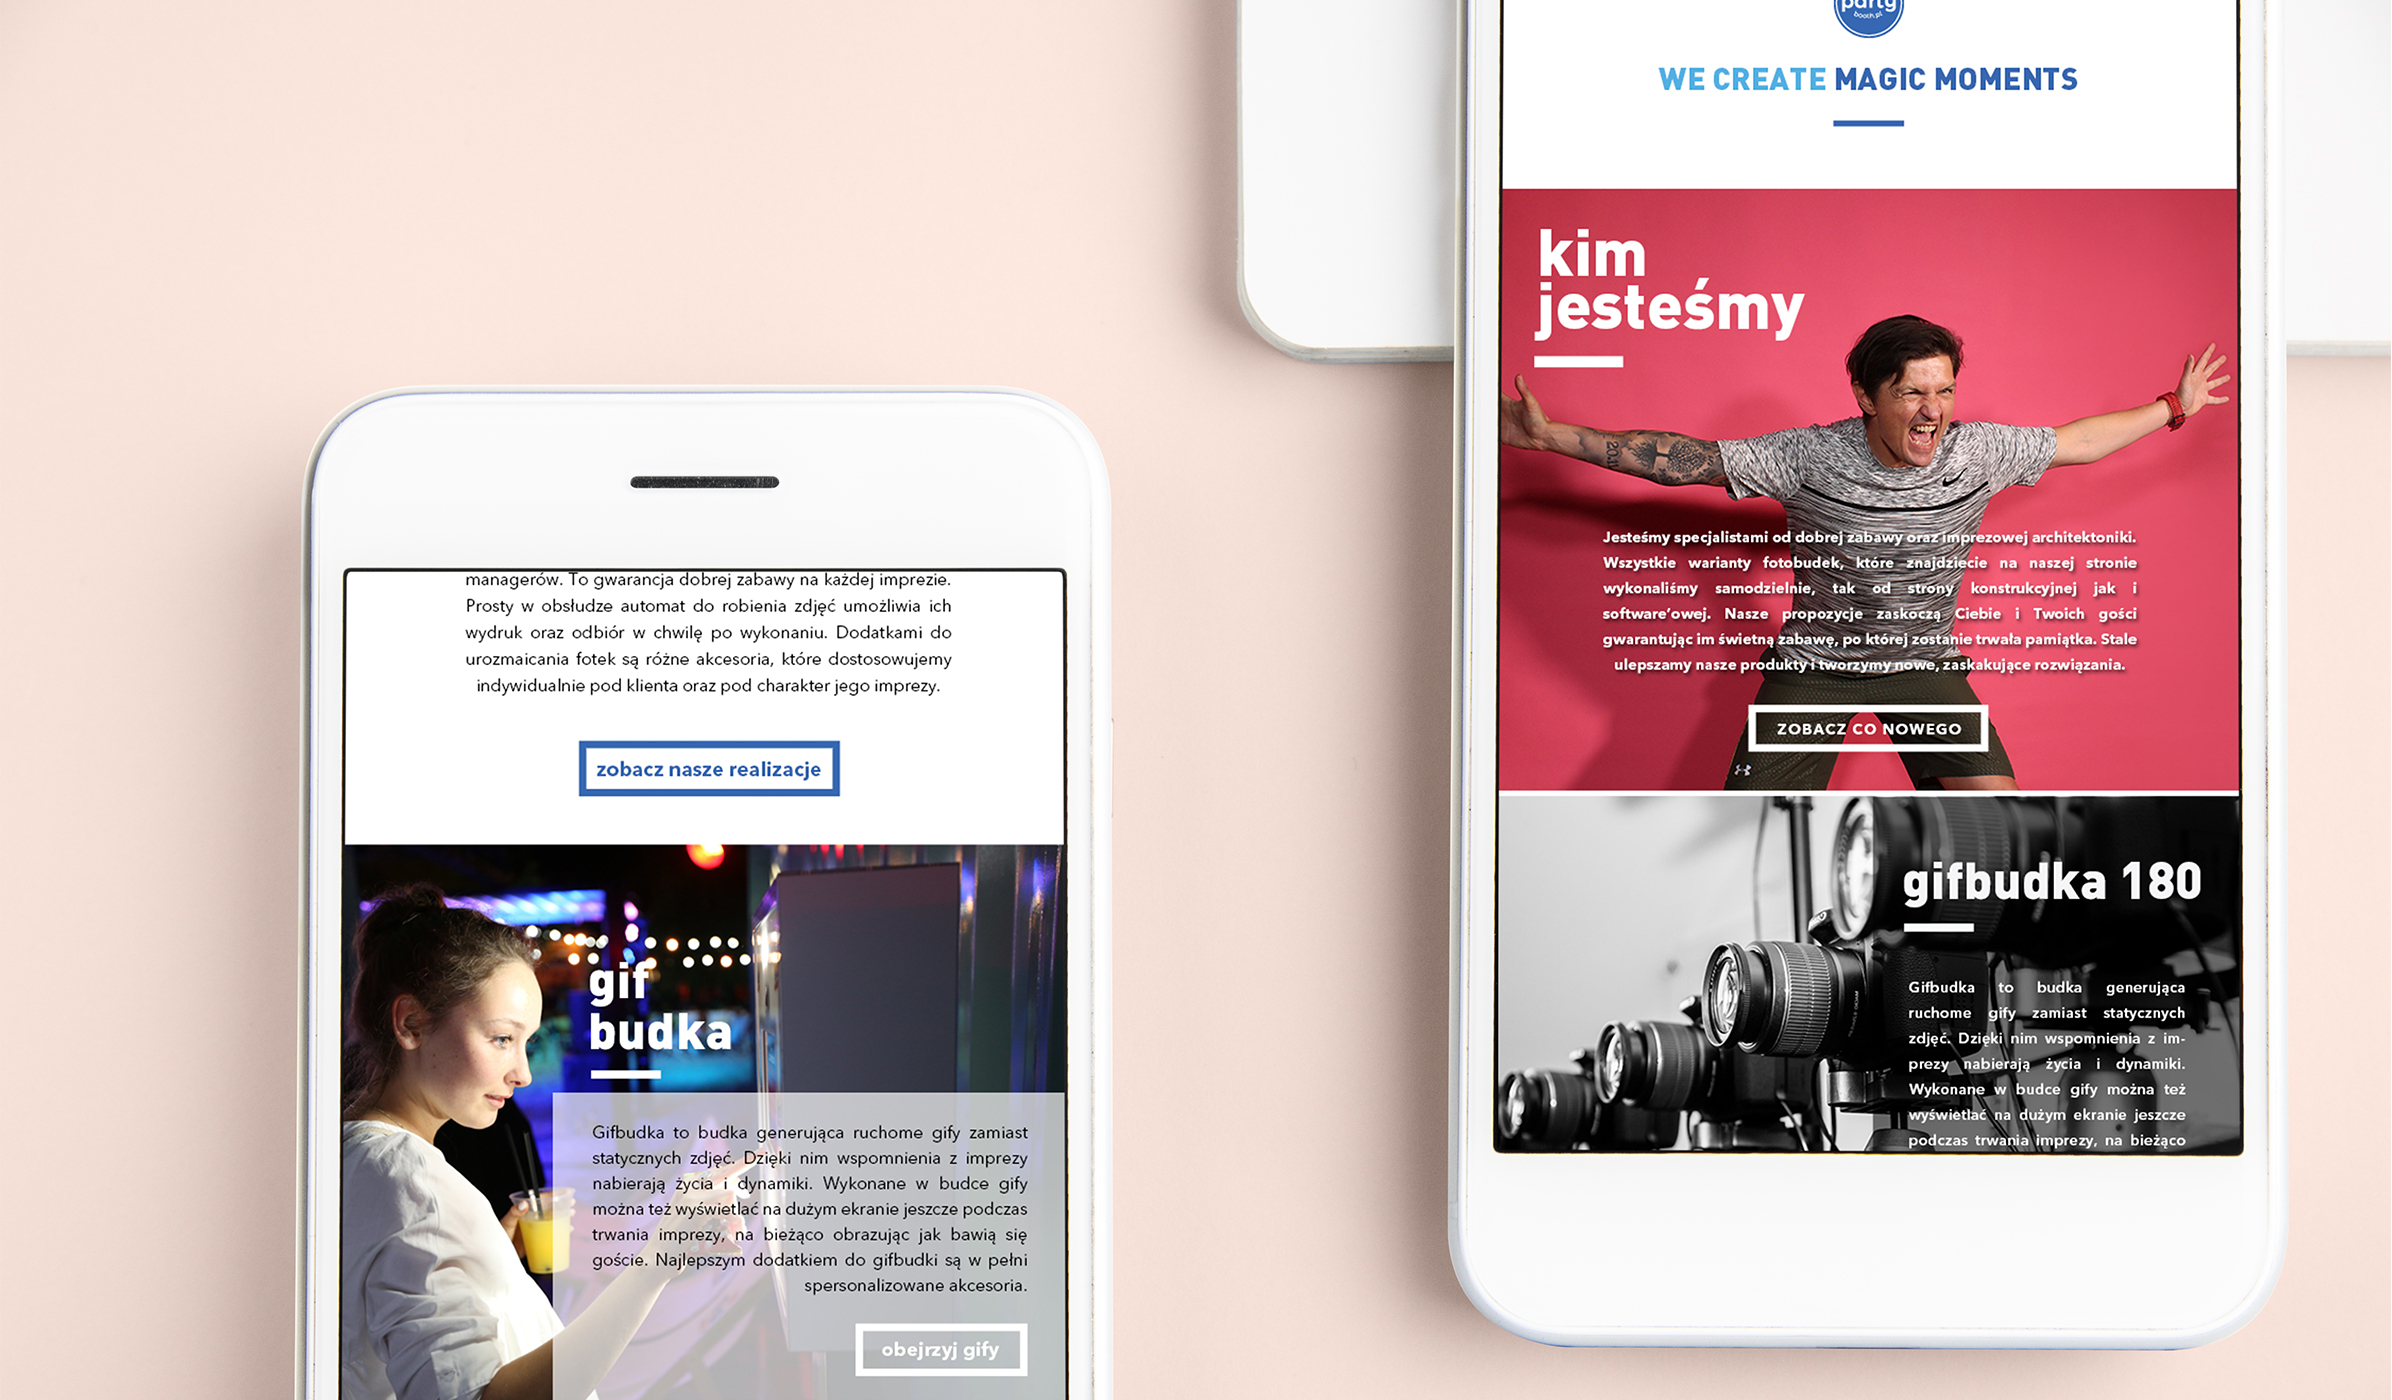 managerów. To gwarancja dobrej zabawy na każdej imprezie.
Prosty w obsłudze automat do robienia zdjęć umożliwia ich
wydruk oraz odbiór w chwilę po wykonaniu. Dodatkami do
urozmaicania fotek są różne akcesoria, które dostosowujemy
indywidualnie pod klienta oraz pod charakter jego imprezy.
zobacz nasze realizacje
gif
budka
Gifbudka to budka generująca ruchome gify zamiast
statycznych zdjęć. Dzięki nim wspomnienia z imprezy
nabierają życia i dynamiki. Wykonane w budce gify
można też wyświetlać na dużym ekranie jeszcze podczas
trwania imprezy, na bieżąco obrazując jak bawią się
goście. Najlepszym dodatkiem do gifbudki są w pełni
spersonalizowane akcesoria.
obejrzyj gify
party
booth.pl
WE CREATE MAGIC MOMENTS
kim
jesteśmy
20.1
Jesteśmy specjalistami od dobrej zabawy oraz imprezowej architektoniki.
Wszystkie warianty fotobudek, które znajdziecie na naszej stronie
wykonaliśmy samodzielnie, tak od strony konstrukcyjnej jak i
software'owej. Nasze propozycje zaskoczą Ciebie i Twoich gości
gwarantując im świetną zabawę, po której zostanie trwała pamiątka. Stale
ulepszamy nasze produkty i tworzymy nowe, zaskakujące rozwiązania.
ZOBACZ CO NOWEGO
gifbudka 180
Gifbudka to budka generująca
ruchome gify zamiast statycznych
zdjęć. Dzięki nim wspomnienia z im-
prezy nabierają życia i dynamiki.
Wykonane w budce gify można też
wyświetlać na dużym ekranie jeszcze
podczas trwania imprezy, na bieżąco